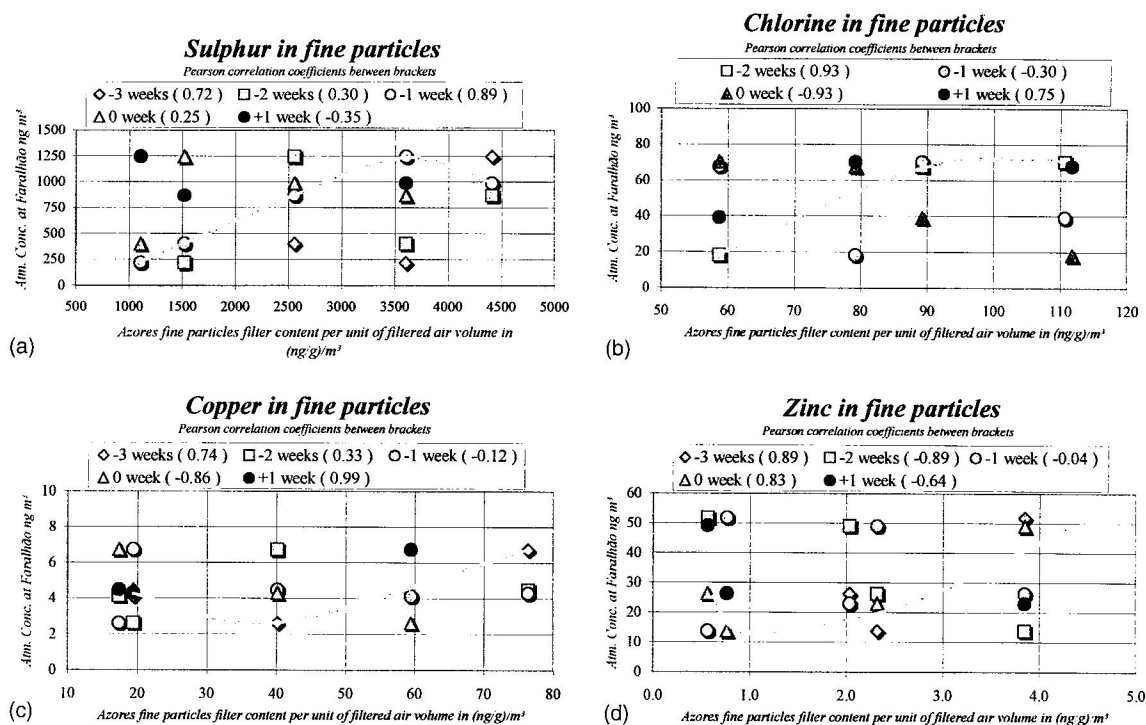 Sulphur in fine particles
Pearson correlation coefficients between brackets
-3 weeks ( 0.72 ) -2 weeks ( 0.30 ) -1 week ( 0.89 )
0 week ( 0.25 ) +1 week ( -0.35 )
Atm. Conc. at Faralhão ng m³
1500
1250
1000
750
500
250
0
500 1000 1500 2000 2500 3000 3500 4000 4500 5000
Azores fine particles filter content per unit of filtered air volume in
(ng/g)/m³
(a)
Chlorine in fine particles
Pearson correlation coefficients between brackets
-2 weeks ( 0.93 ) -1 week ( -0.30 )
0 week ( -0.93 ) +1 week ( 0.75 )
Atm. Conc. at Faralhão ng m³
100
80
60
40
20
0
50 60 70 80 90 100 110 120
Azores fine particles filter content per unit of filtered air volume in
(ng/g)/m³
(b)
Copper in fine particles
Pearson correlation coefficients between brackets
-3 weeks ( 0.74 ) -2 weeks ( 0.33 ) -1 week ( -0.12 )
0 week ( -0.86 ) +1 week ( 0.99 )
Atm. Conc. at Faralhão ng m³
10
8
6
4
2
0
10 20 30 40 50 60 70 80
Azores fine particles filter content per unit of filtered air volume in (ng/g)/m³
(c)
Zinc in fine particles
Pearson correlation coefficients between brackets
-3 weeks ( 0.89 ) -2 weeks ( -0.89 ) -1 week ( -0.04 )
0 week ( 0.83 ) +1 week ( -0.64 )
Atm. Conc. at Faralhão ng m³
60
50
40
30
20
10
0
0.0 1.0 2.0 3.0 4.0 5.0
Azores fine particles filter content per unit of filtered air volume in (ng/g)/m³
(d)